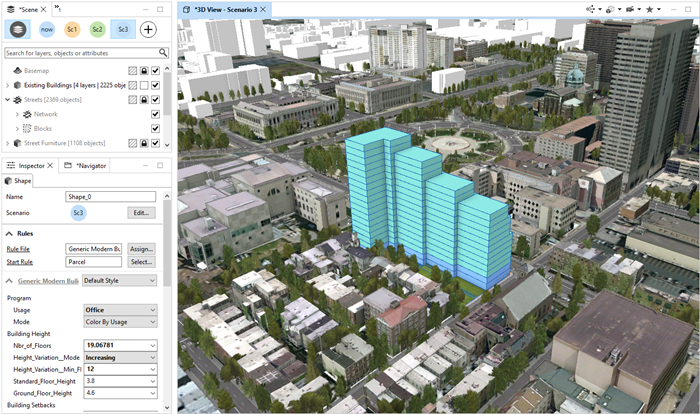 *Scene
now
Sc1
Sc2
Sc3
Search for layers, objects or attributes
Basemap
Existing Buildings [4 layers] [2225 obje
Streets [2369 objects]
Network
Blocks
Street Furniture [1108 objects]
Inspector
*Navigator
Shape
Name
Shape_0
Scenario
Sc3
Edit...
Rules
Rule File
Generic Modern Bu
Assign...
Start Rule
Parcel
Select...
Generic Modern Buil
Default Style
Program
Usage
Office
Mode
Color By Usage
Building Height
Nbr_of_Floors
19.06781
Height_Variation__Mode
Increasing
Height_Variation__Min_Fl
12
Standard_Floor_Height
3.8
Ground_Floor_Height
4.6
Building Setbacks
*3D View - Scenario 3